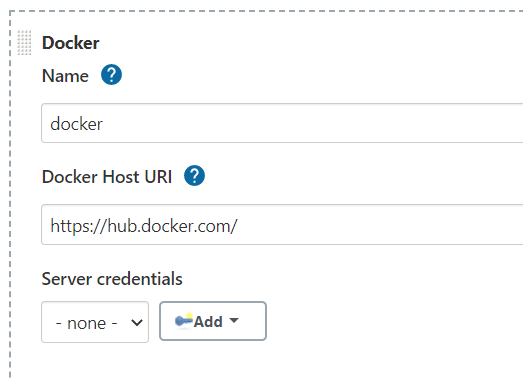 Docker
Name ?
docker
Docker Host URI ?
https://hub.docker.com/
Server credentials
- none - Add